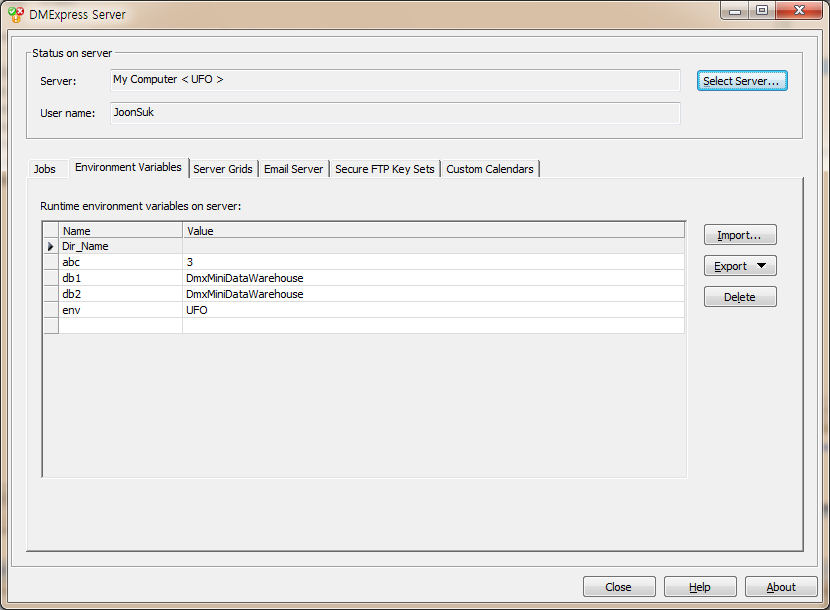 DMExpress Server
Status on server
Server: My Computer < UFO > Select Server...
User name: JoonSuk
Jobs Environment Variables Server Grids Email Server Secure FTP Key Sets Custom Calendars
Runtime environment variables on server:
Name Value
Dir_Name
abc 3
db1 DmxMiniDataWarehouse
db2 DmxMiniDataWarehouse
env UFO
Import...
Export
Delete
Close Help About